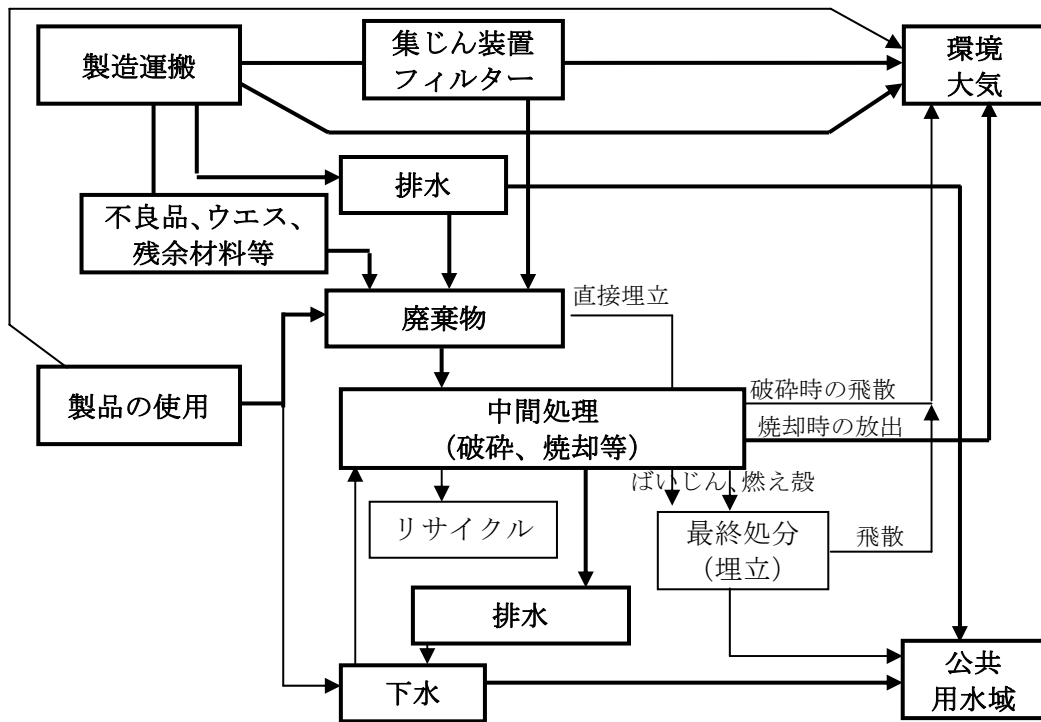 製造運搬
集じん装置
フィルター
環境
大気
排水
不良品、ウエス、
残余材料等
廃棄物
直接埋立
製品の使用
中間処理
（破砕、焼却等）
破砕時の飛散
焼却時の放出
ばいじん、燃え殻
リサイクル
最終処分
（埋立）
飛散
排水
下水
公共
用水域